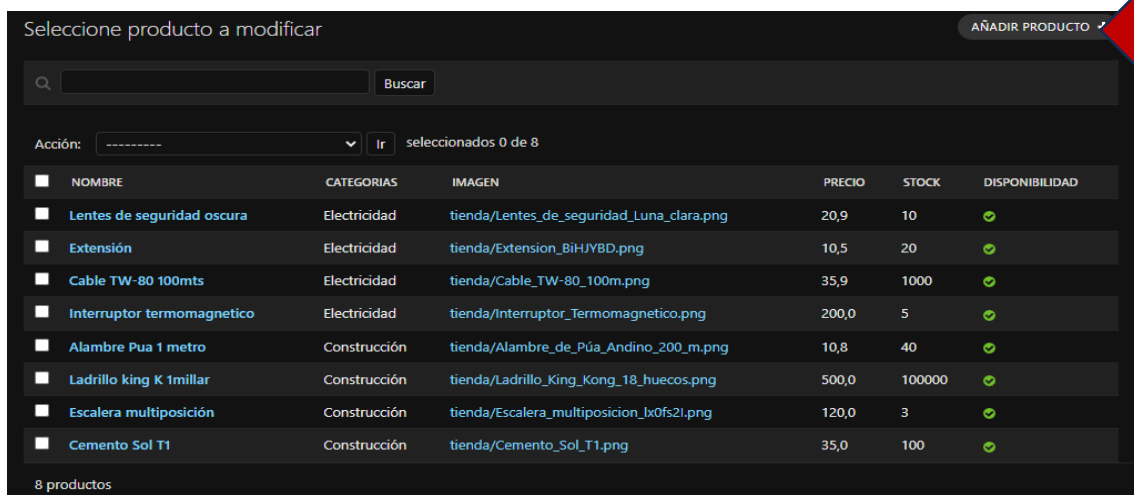 Seleccione producto a modificar AÑADIR PRODUCTO
Buscar
Acción: --------- Ir seleccionados 0 de 8
NOMBRE CATEGORIAS IMAGEN PRECIO STOCK DISPONIBILIDAD
Lentes de seguridad oscura Electricidad tienda/Lentes_de_seguridad_Luna_clara.png 20,9 10
Extensión Electricidad tienda/Extension_BiHJYBD.png 10,5 20
Cable TW-80 100mts Electricidad tienda/Cable_TW-80_100m.png 35,9 1000
Interruptor termomagnetico Electricidad tienda/Interruptor_Termomagnetico.png 200,0 5
Alambre Pua 1 metro Construcción tienda/Alambre_de_Púa_Andino_200_m.png 10,8 40
Ladrillo king K 1millar Construcción tienda/Ladrillo_King_Kong_18_huecos.png 500,0 100000
Escalera multiposición Construcción tienda/Escalera_multiposicion_lx0fs2I.png 120,0 3
Cemento Sol T1 Construcción tienda/Cemento_Sol_T1.png 35,0 100
8 productos